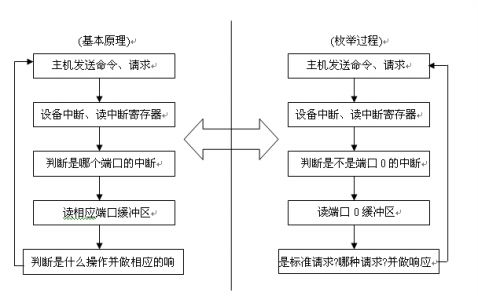 (基本原理)
主机发送命令、请求
设备中断、读中断寄存器
判断是哪个端口的中断
读相应端口缓冲区
判断是什么操作并做相应的响
(枚举过程)
主机发送命令、请求
设备中断、读中断寄存器
判断是不是端口0的中断
读端口0缓冲区
是标准请求?哪种请求?并做响应